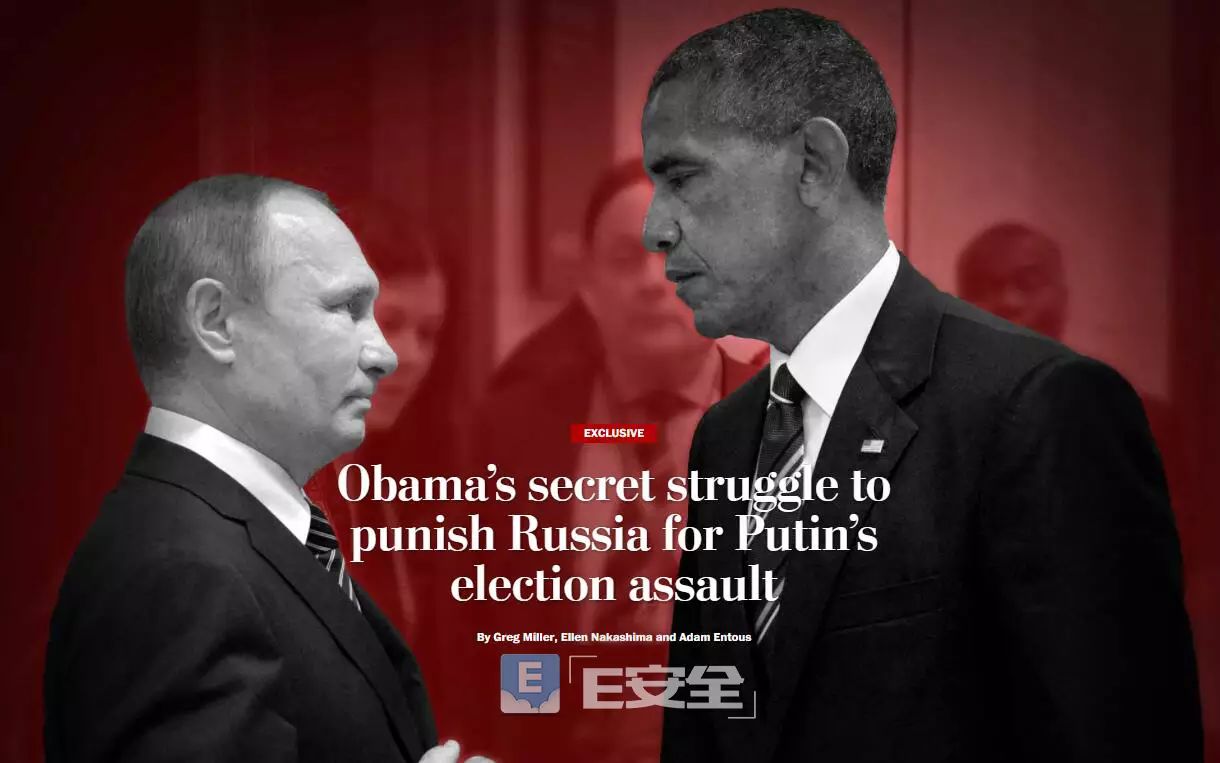 EXCLUSIVE
Obama’s secret struggle to
punish Russia for Putin’s
election assault
By Greg Miller, Ellen Nakashima and Adam Entous
E E安全